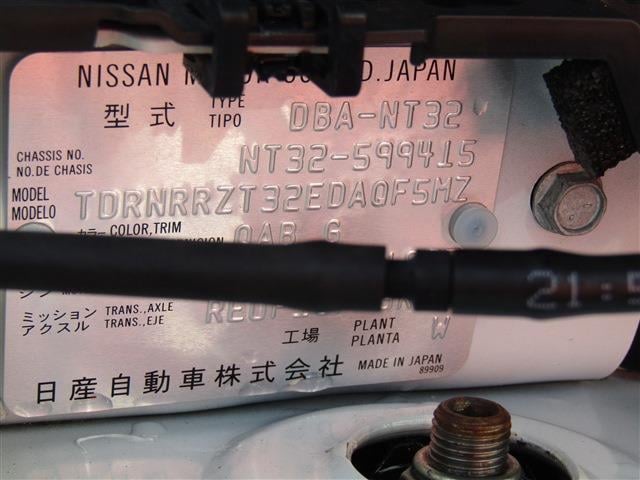 NISSAN D.JAPAN
型式 TYPE TIPO DBA-NT32
CHASSIS NO. NO.DE CHASIS NT32-599415
MODEL MODELO TDRNRRZT32EDAQF5MZ
カラー COLOR,TRIM QAB G
ミッション TRANS.,AXLE
アクスル TRANS.,EJE
工場 PLANT PLANTA W
日産自動車株式会社 MADE IN JAPAN
89909
21:5